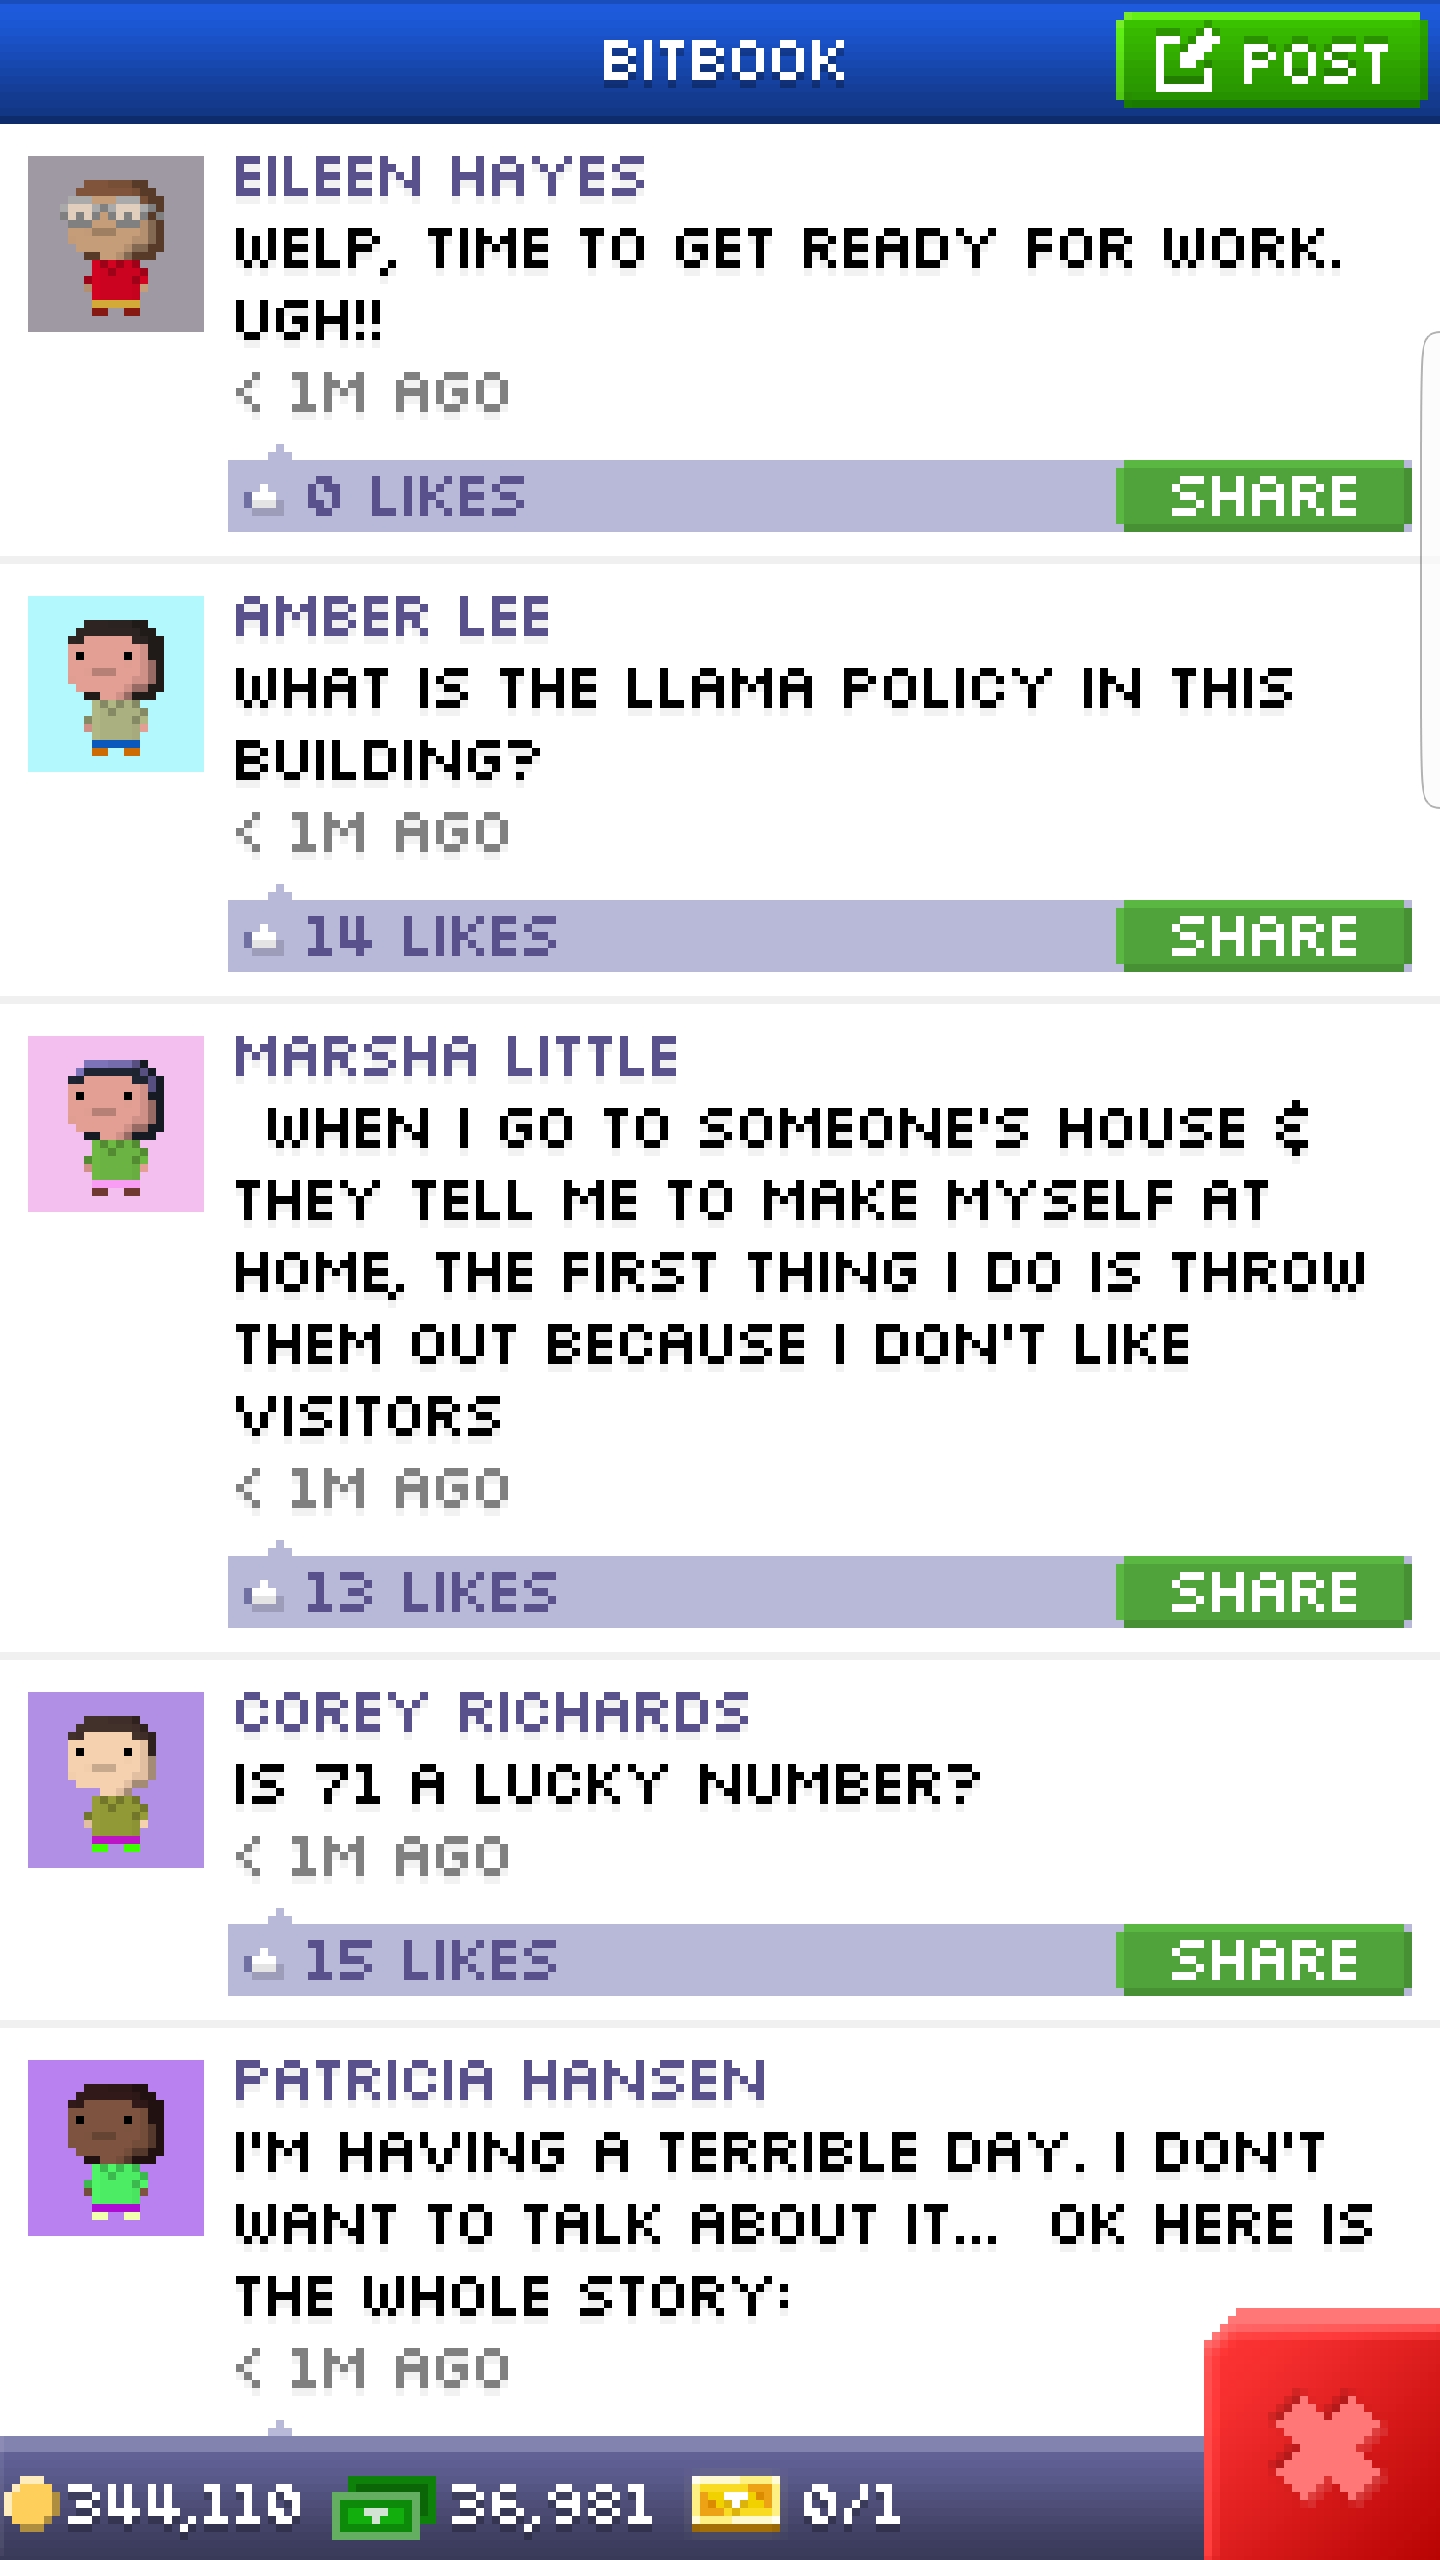 BITBOOK
POST
EILEEN HAYES
WELP, TIME TO GET READY FOR WORK.
UGH!!
< 1M AGO
0 LIKES
SHARE
AMBER LEE
WHAT IS THE LLAMA POLICY IN THIS
BUILDING?
< 1M AGO
14 LIKES
SHARE
MARSHA LITTLE
WHEN I GO TO SOMEONE'S HOUSE &
THEY TELL ME TO MAKE MYSELF AT
HOME, THE FIRST THING I DO IS THROW
THEM OUT BECAUSE I DON'T LIKE
VISITORS
< 1M AGO
13 LIKES
SHARE
COREY RICHARDS
IS 71 A LUCKY NUMBER?
< 1M AGO
15 LIKES
SHARE
PATRICIA HANSEN
I'M HAVING A TERRIBLE DAY. I DON'T
WANT TO TALK ABOUT IT...  OK HERE IS
THE WHOLE STORY:
< 1M AGO
344,110
36,981
0/1